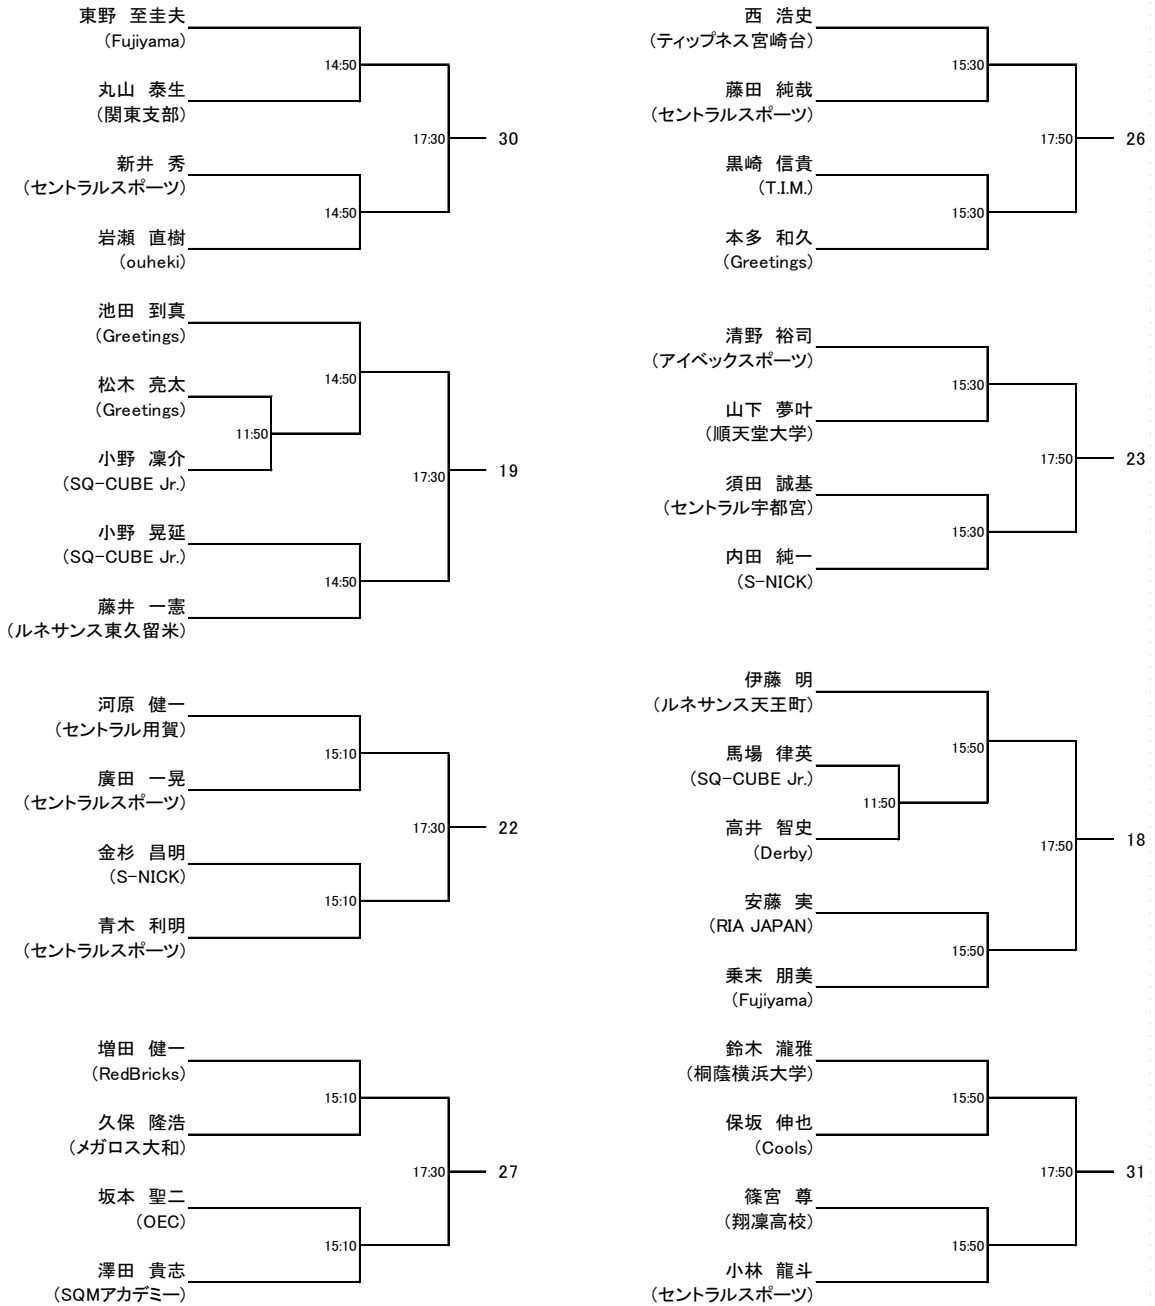 東野 至圭夫
(Fujiyama)
14:50
丸山 泰生
(関東支部)
17:30
30
新井 秀
(セントラルスポーツ)
14:50
岩瀬 直樹
(ouheki)
池田 到真
(Greetings)
14:50
松木 亮太
(Greetings)
11:50
小野 凜介
(SQ-CUBE Jr.)
17:30
19
小野 晃延
(SQ-CUBE Jr.)
14:50
藤井 一憲
(ルネサンス東久留米)
河原 健一
(セントラル用賀)
15:10
廣田 一晃
(セントラルスポーツ)
17:30
22
金杉 昌明
(S-NICK)
15:10
青木 利明
(セントラルスポーツ)
増田 健一
(RedBricks)
15:10
久保 隆浩
(メガロス大和)
17:30
27
坂本 聖二
(OEC)
15:10
澤田 貴志
(SQMアカデミー)
西 浩史
(ティップネス宮崎台)
15:30
藤田 純哉
(セントラルスポーツ)
17:50
26
黒崎 信貴
(T.I.M.)
15:30
本多 和久
(Greetings)
清野 裕司
(アイベックスポーツ)
15:30
山下 夢叶
(順天堂大学)
17:50
23
須田 誠基
(セントラル宇都宮)
15:30
内田 純一
(S-NICK)
伊藤 明
(ルネサンス天王町)
15:50
馬場 律英
(SQ-CUBE Jr.)
11:50
高井 智史
(Derby)
17:50
18
安藤 実
(RIA JAPAN)
15:50
乗末 朋美
(Fujiyama)
鈴木 瀧雅
(桐蔭横浜大学)
15:50
保坂 伸也
(Cools)
17:50
31
篠宮 尊
(翔凜高校)
15:50
小林 龍斗
(セントラルスポーツ)